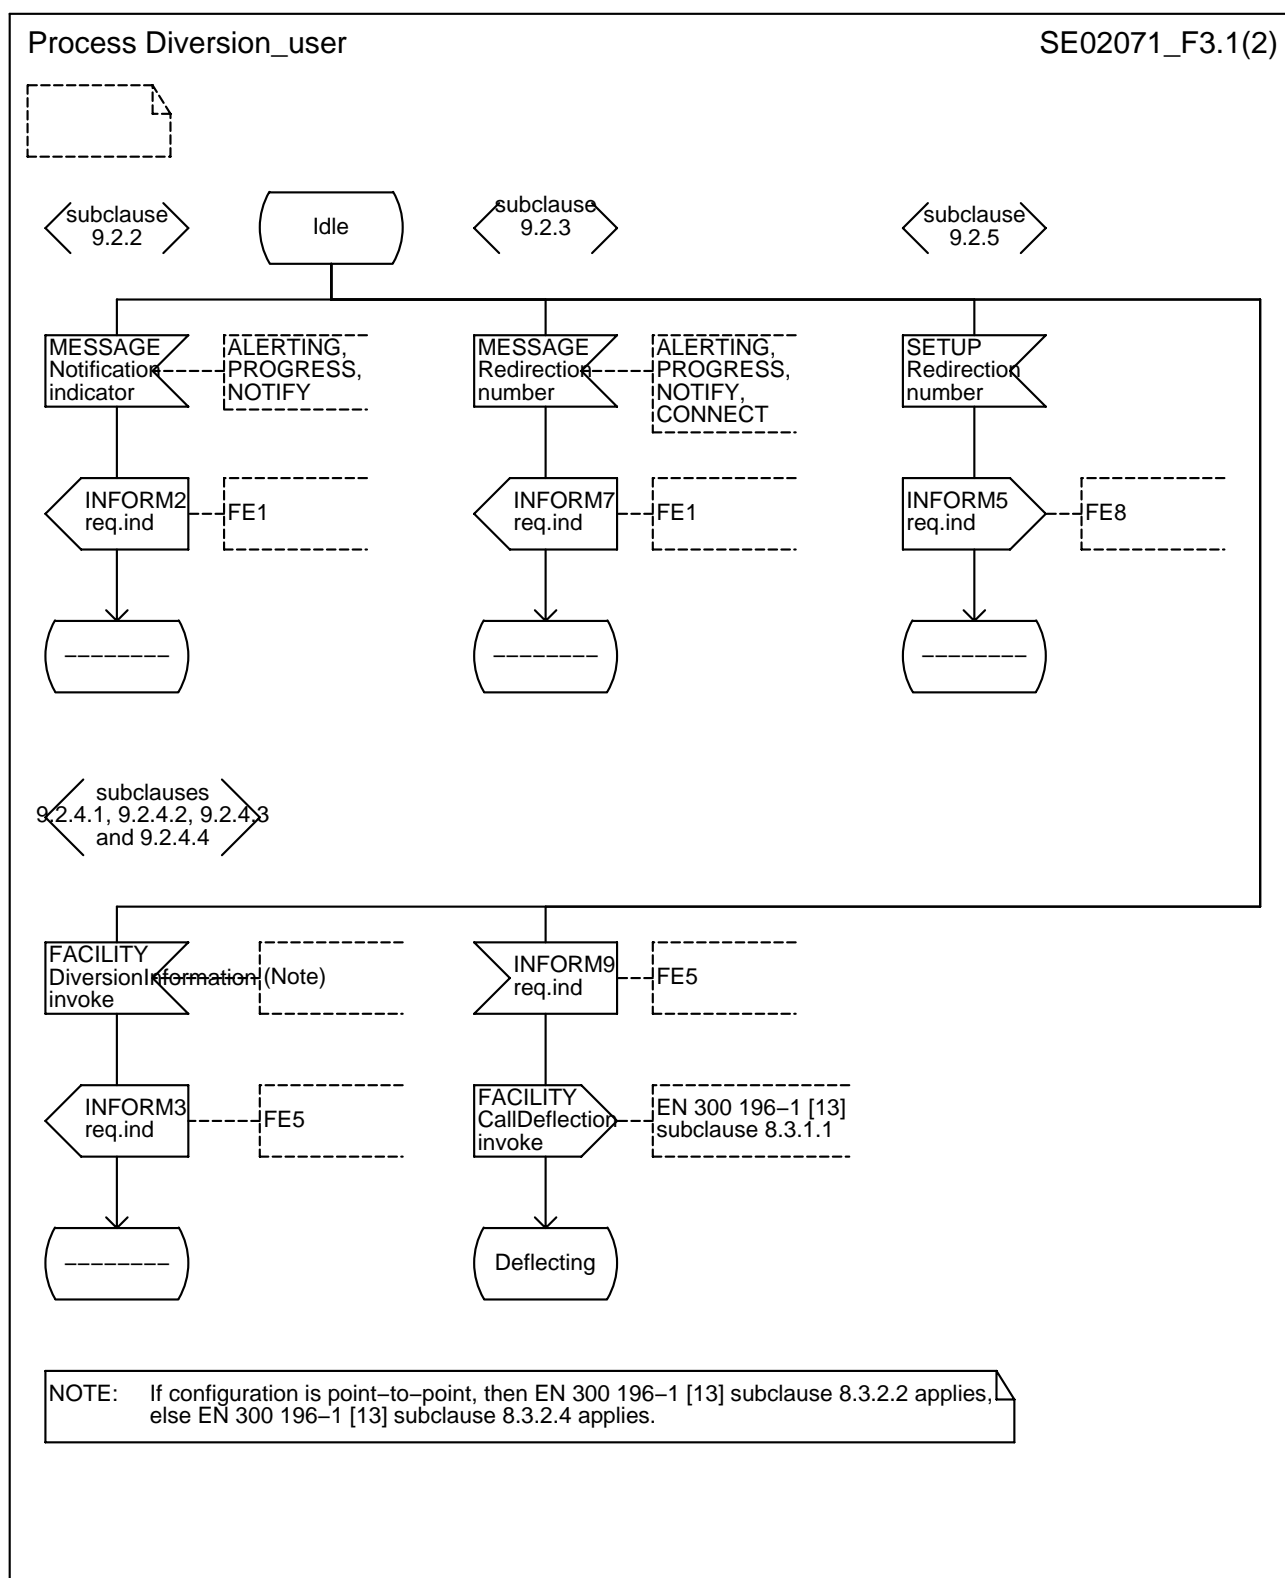 Process Diversion_user
SE02071_F3.1(2)
subclause
9.2.2
Idle
subclause
9.2.3
subclause
9.2.5
MESSAGE
Notification
indicator
ALERTING,
PROGRESS,
NOTIFY
MESSAGE
Redirection
number
ALERTING,
PROGRESS,
NOTIFY,
CONNECT
SETUP
Redirection
number
INFORM2
req.ind
FE1
INFORM7
req.ind
FE1
INFORM5
req.ind
FE8
−−−−−−−−
−−−−−−−−
−−−−−−−−
subclauses
9.2.4.1, 9.2.4.2, 9.2.4.3
and 9.2.4.4
FACILITY
DiversionInformation
invoke
(Note)
INFORM9
req.ind
FE5
INFORM3
req.ind
FE5
FACILITY
CallDeflection
invoke
EN 300 196−1 [13]
subclause 8.3.1.1
−−−−−−−−
Deflecting
NOTE: If configuration is point−to−point, then EN 300 196−1 [13] subclause 8.3.2.2 applies,
else EN 300 196−1 [13] subclause 8.3.2.4 applies.